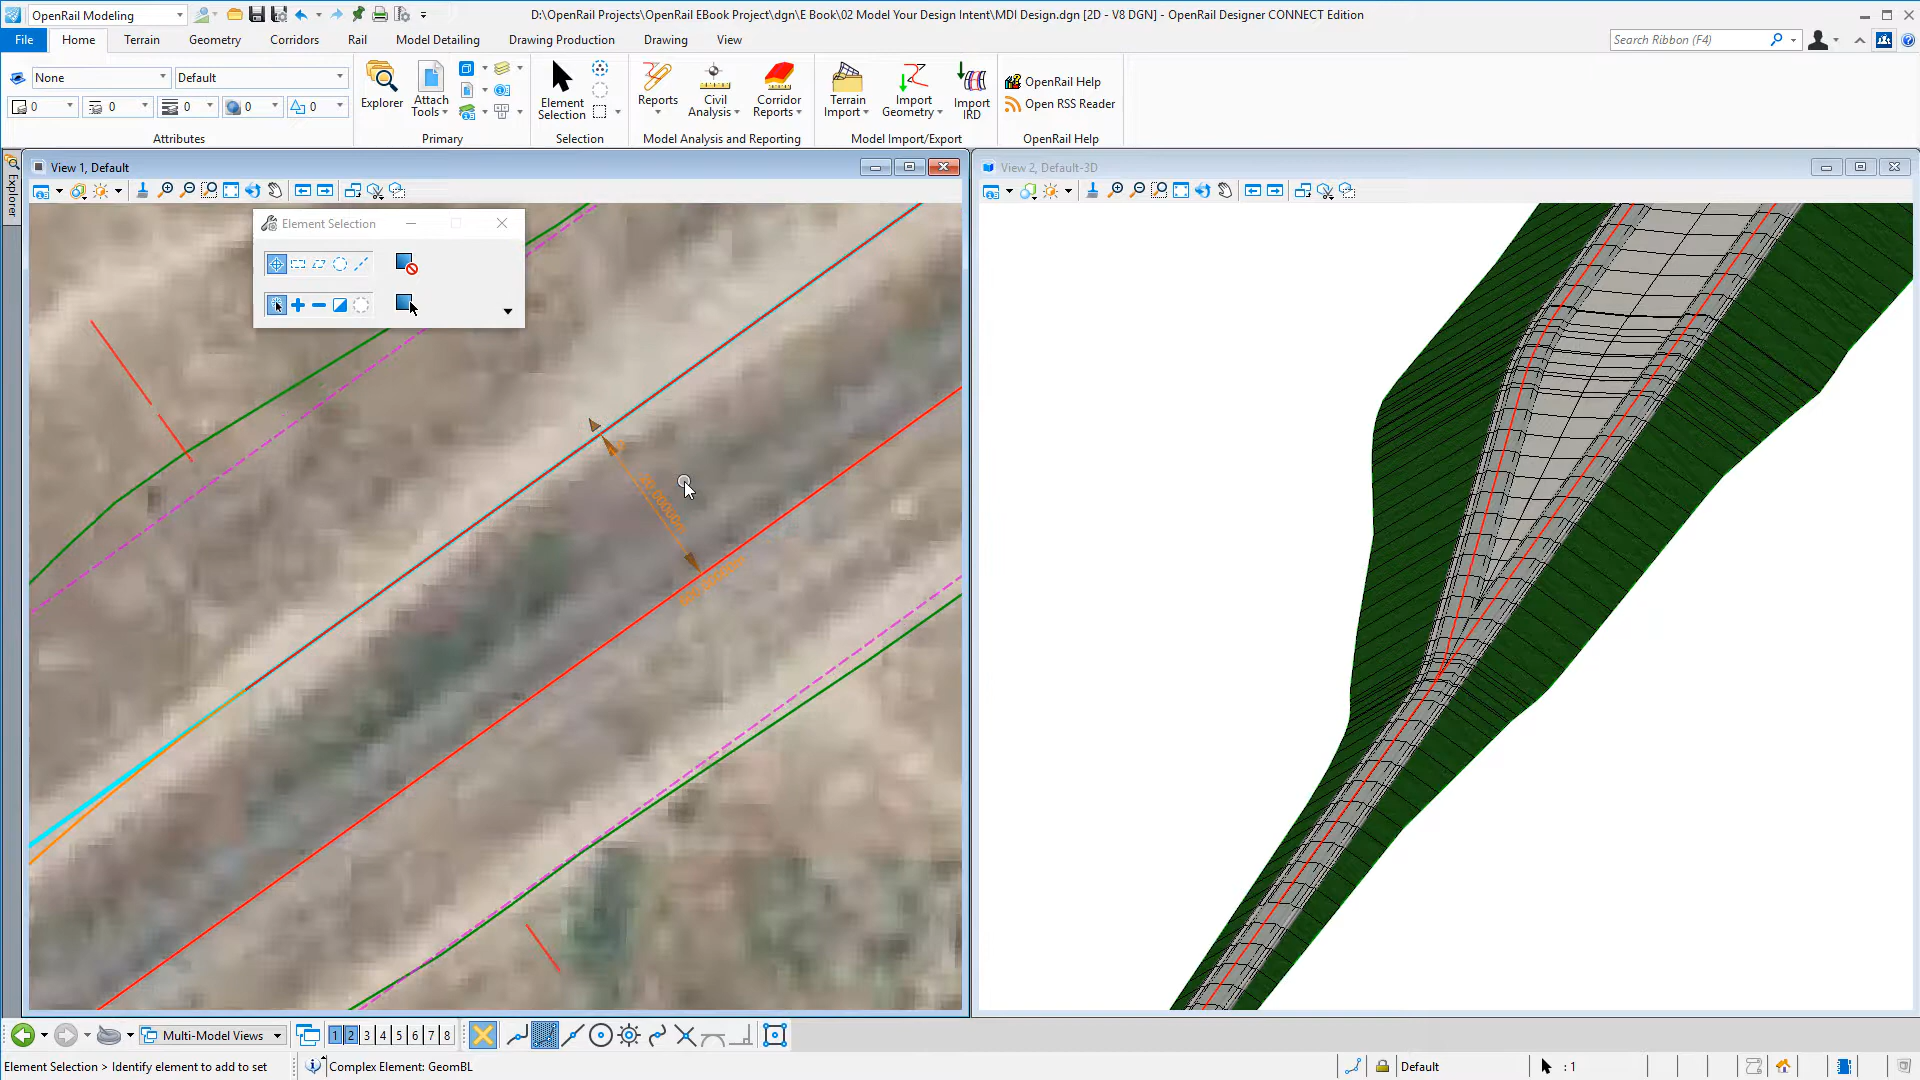 OpenRail Modeling
D:\OpenRail Projects\OpenRail EBook Project\dgn\E Book\02 Model Your Design Intent\MDI Design.dgn [2D - V8 DGN] - OpenRail Designer CONNECT Edition
File Home Terrain Geometry Corridors Rail Model Detailing Drawing Production Drawing View
Search Ribbon (F4)
None Default
0 0 0 0 0
Attributes
Explorer
Attach Tools
Primary
Element Selection
Selection
Reports
Civil Analysis
Corridor Reports
Model Analysis and Reporting
Terrain Import
Import Geometry
Import IRD
Model Import/Export
OpenRail Help
Open RSS Reader
OpenRail Help
Explorer
View 1, Default
View 2, Default-3D
Element Selection
Multi-Model Views
1 2 3 4 5 6 7 8
Element Selection > Identify element to add to set
Complex Element: GeomBL
Default
: 1